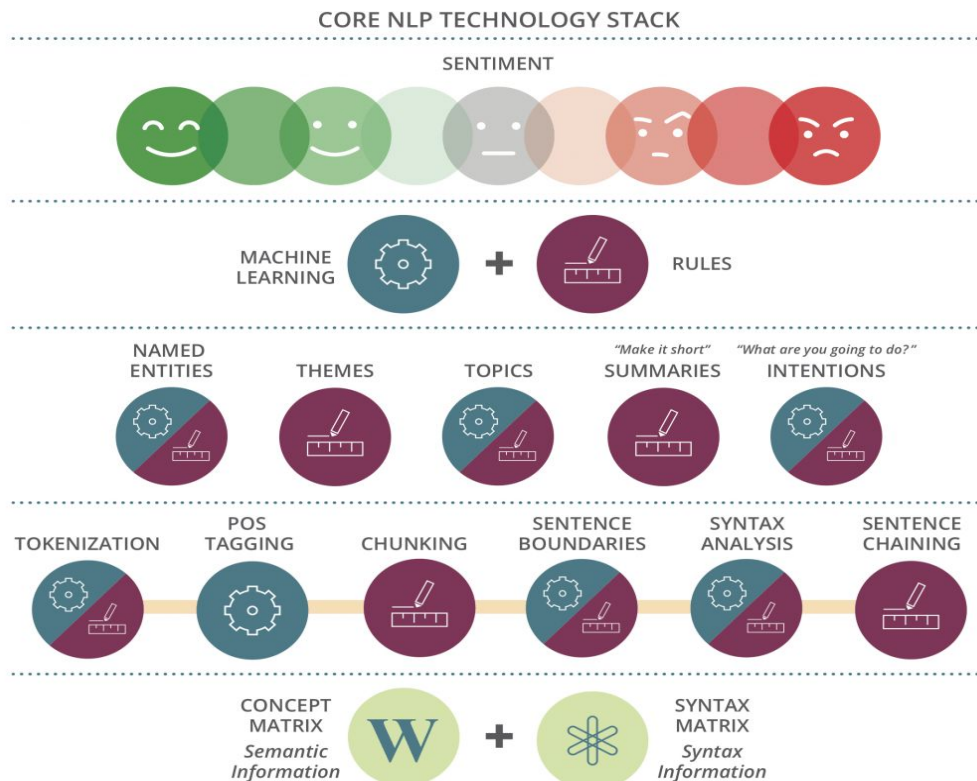 CORE NLP TECHNOLOGY STACK
SENTIMENT
MACHINE
LEARNING
+
RULES
NAMED
ENTITIES
THEMES
TOPICS
"Make it short"
SUMMARIES
"What are you going to do?"
INTENTIONS
TOKENIZATION
POS
TAGGING
CHUNKING
SENTENCE
BOUNDARIES
SYNTAX
ANALYSIS
SENTENCE
CHAINING
CONCEPT
MATRIX
Semantic
Information
W
+
SYNTAX
MATRIX
Syntax
Information